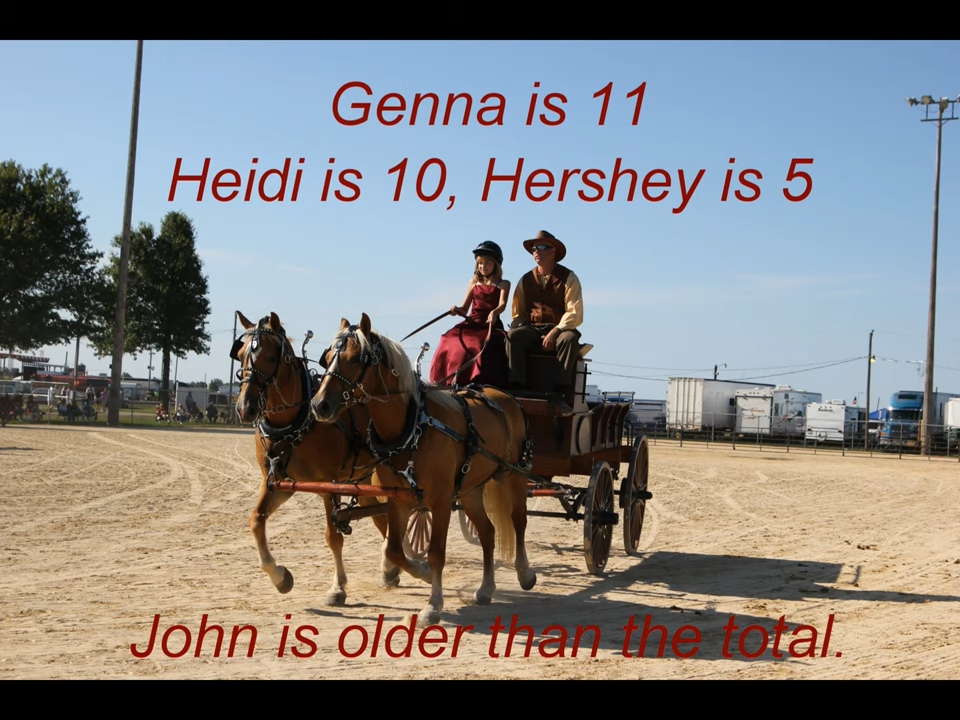 Genna is 11
Heidi is 10, Hershey is 5
John is older than the total.